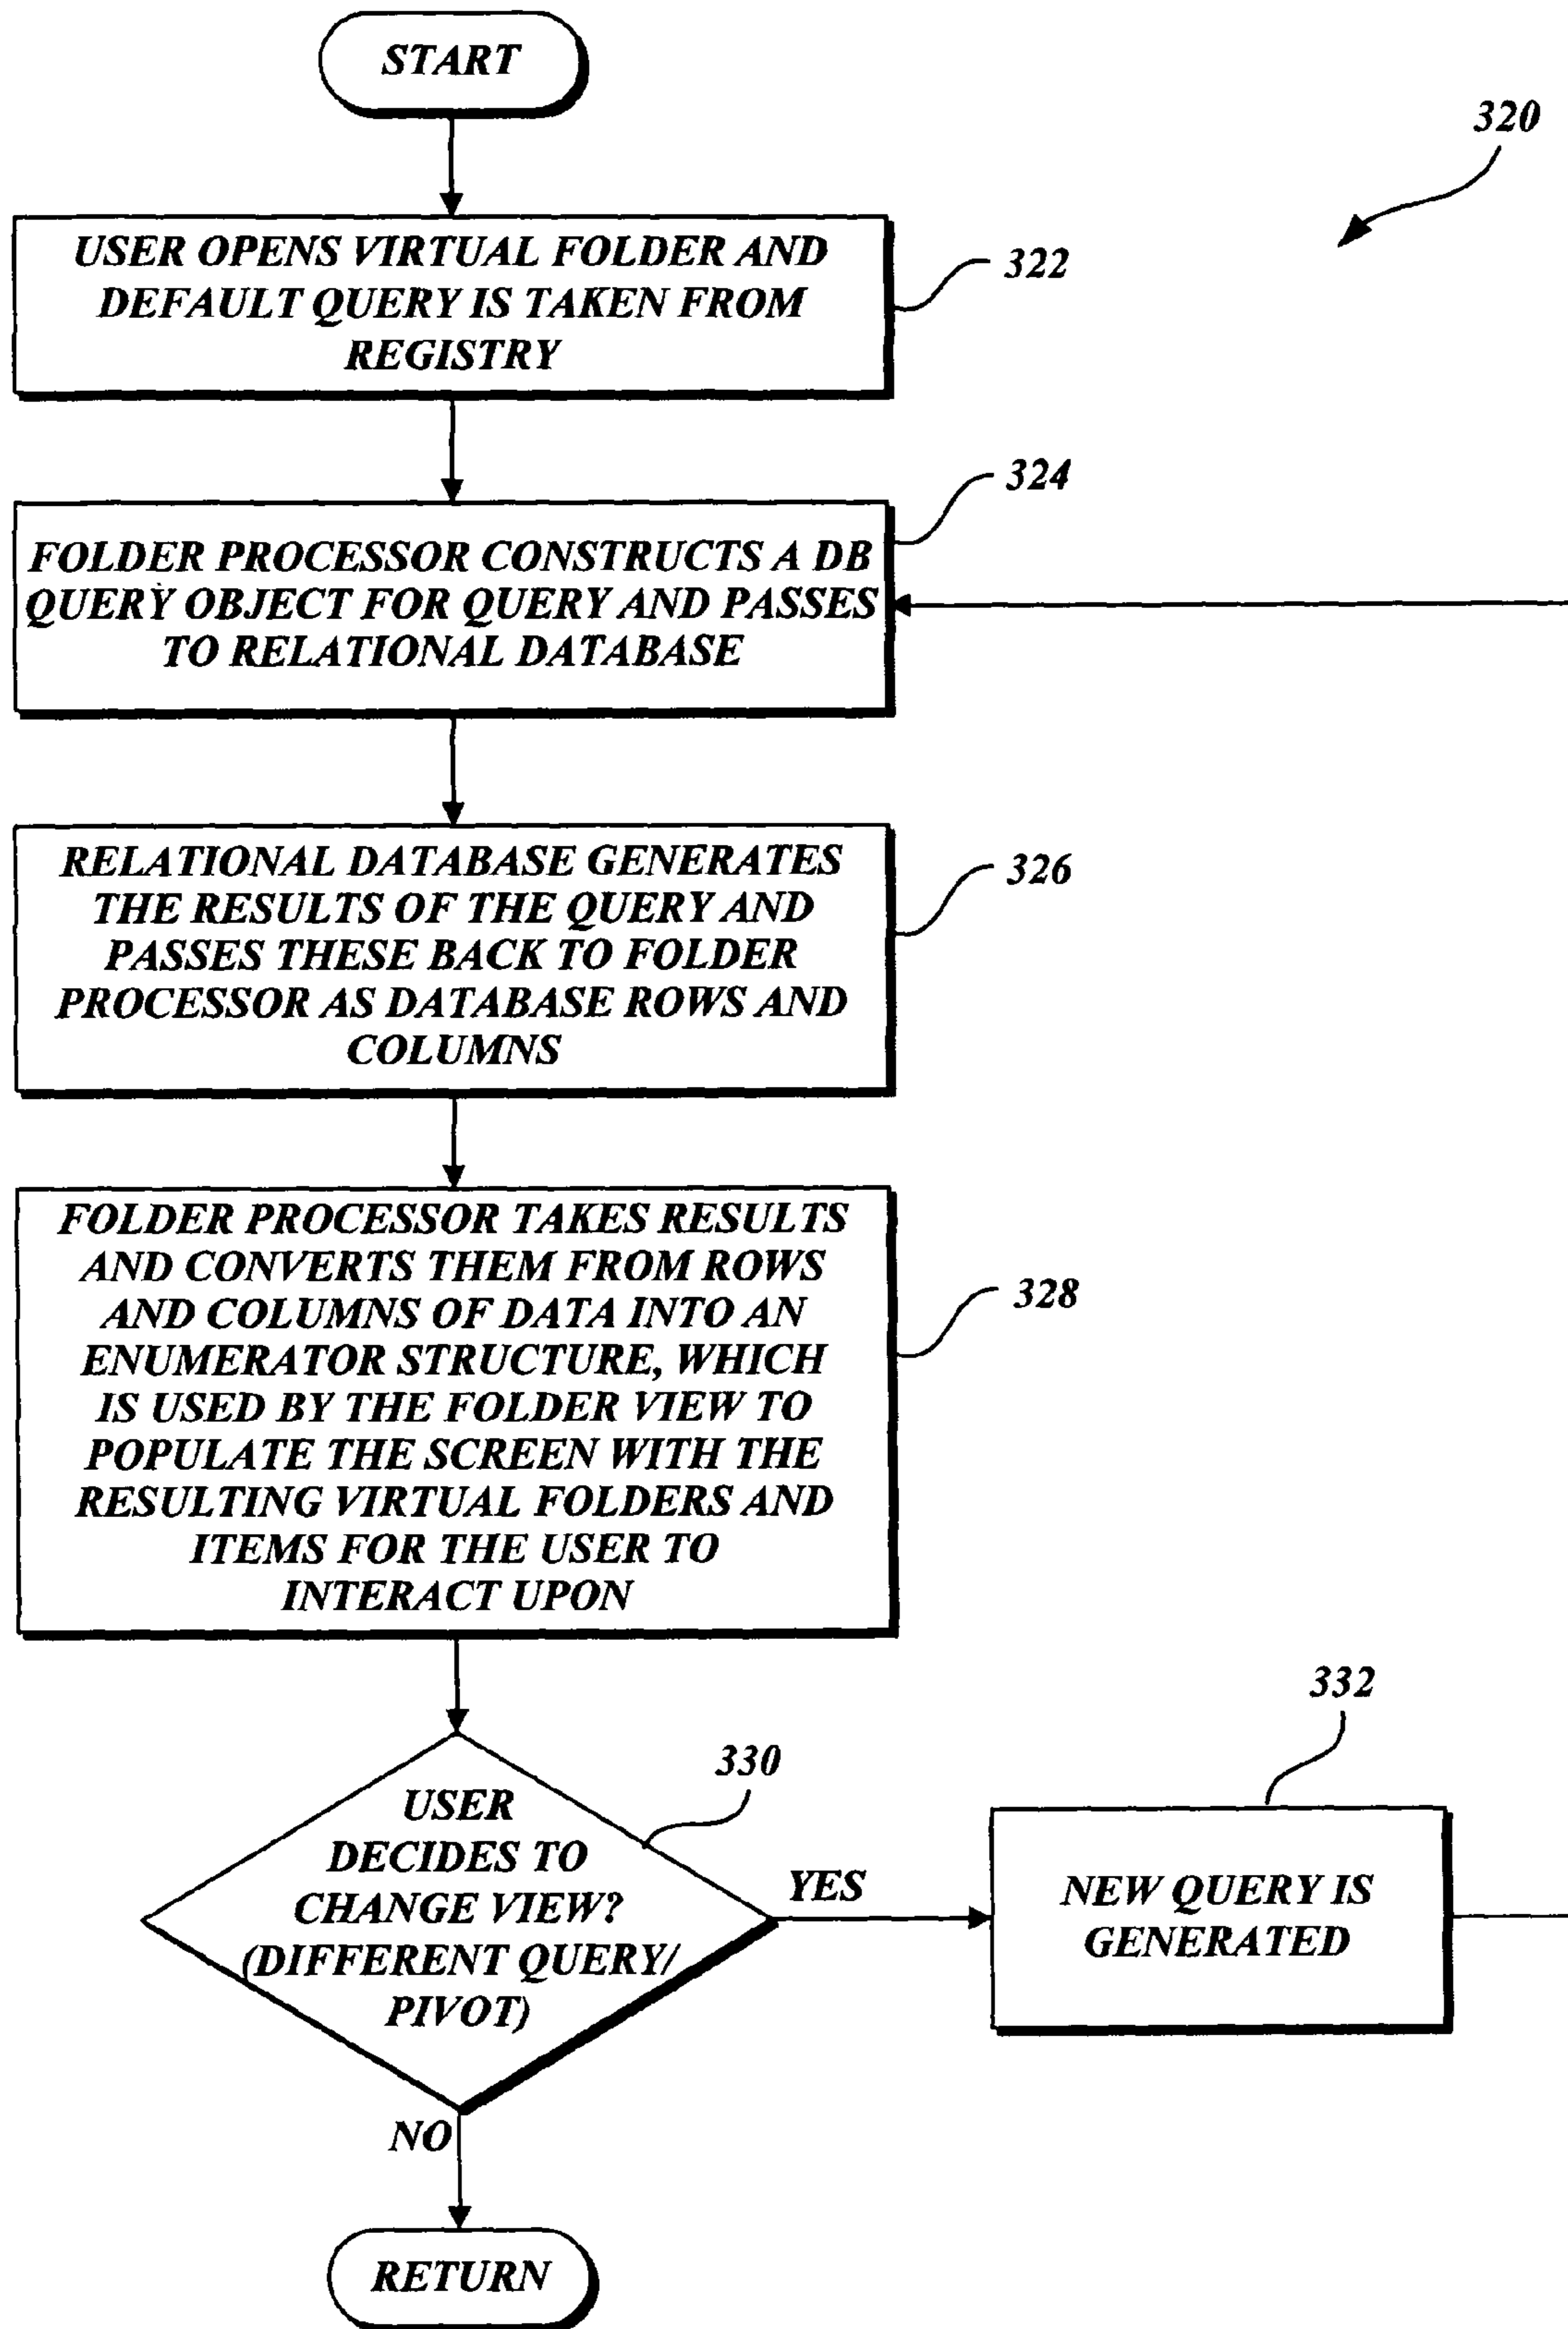 START
320
USER OPENS VIRTUAL FOLDER AND
DEFAULT QUERY IS TAKEN FROM
REGISTRY
322
324
FOLDER PROCESSOR CONSTRUCTS A DB
QUERY OBJECT FOR QUERY AND PASSES
TO RELATIONAL DATABASE
RELATIONAL DATABASE GENERATES
THE RESULTS OF THE QUERY AND
PASSES THESE BACK TO FOLDER
PROCESSOR AS DATABASE ROWS AND
COLUMNS
326
FOLDER PROCESSOR TAKES RESULTS
AND CONVERTS THEM FROM ROWS
AND COLUMNS OF DATA INTO AN
ENUMERATOR STRUCTURE, WHICH
IS USED BY THE FOLDER VIEW TO
POPULATE THE SCREEN WITH THE
RESULTING VIRTUAL FOLDERS AND
ITEMS FOR THE USER TO
INTERACT UPON
328
330
USER
DECIDES TO
CHANGE VIEW?
(DIFFERENT QUERY/
PIVOT)
YES
332
NEW QUERY IS
GENERATED
NO
RETURN